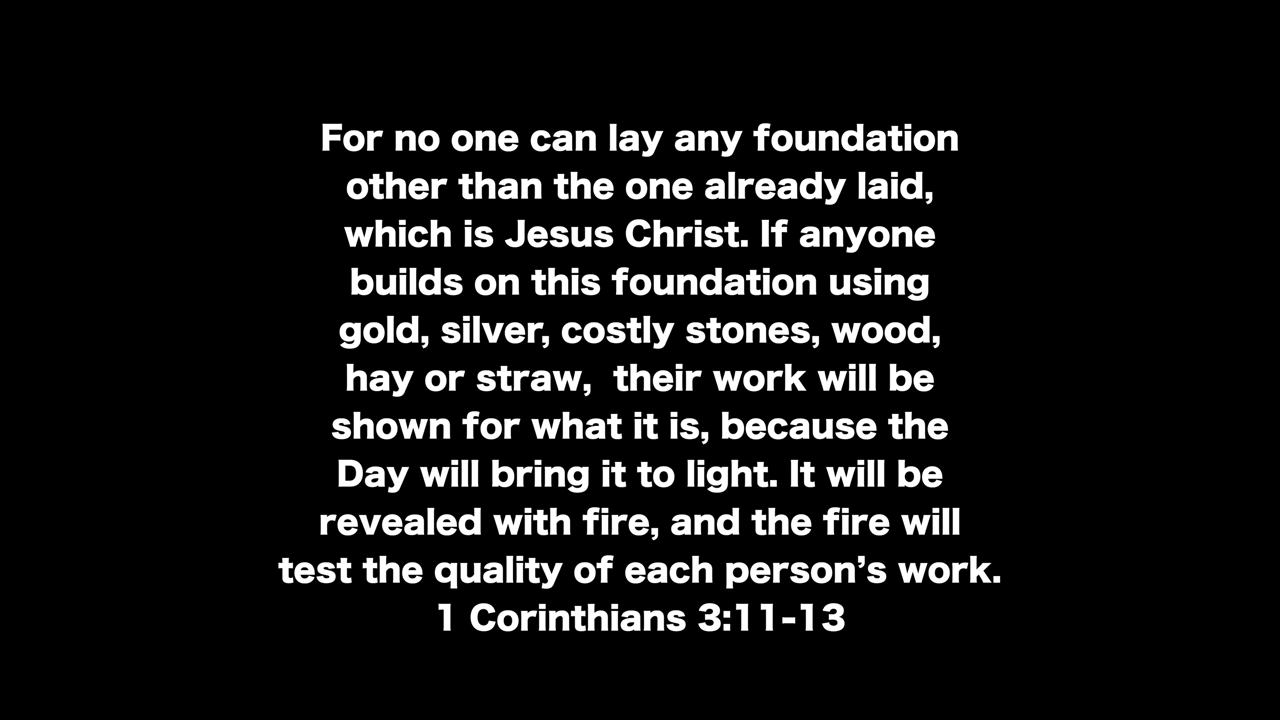 For no one can lay any foundation
other than the one already laid,
which is Jesus Christ. If anyone
builds on this foundation using
gold, silver, costly stones, wood,
hay or straw,  their work will be
shown for what it is, because the
Day will bring it to light. It will be
revealed with fire, and the fire will
test the quality of each person’s work.
1 Corinthians 3:11-13